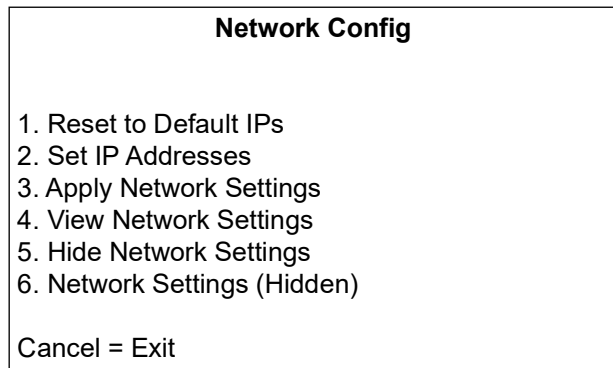 Network Config
1. Reset to Default IPs
2. Set IP Addresses
3. Apply Network Settings
4. View Network Settings
5. Hide Network Settings
6. Network Settings (Hidden)
Cancel = Exit